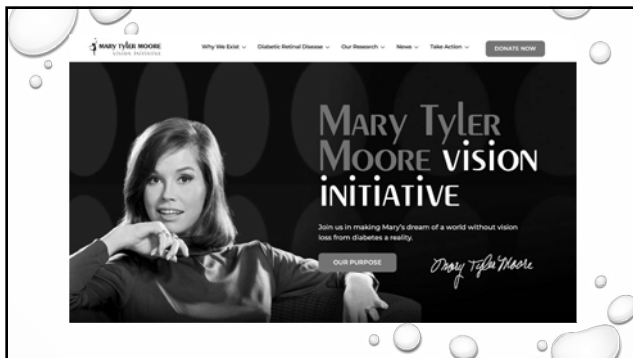 MARY TYLER MOORE
VISION INITIATIVE
Why We Exist
Diabetic Retinal Disease
Our Research
News
Take Action
DONATE NOW
MARY TYLER
MOORE VISION
INITIATIVE
Join us in making Mary's dream of a world without vision
loss from diabetes a reality.
OUR PURPOSE
Mary Tyler Moore